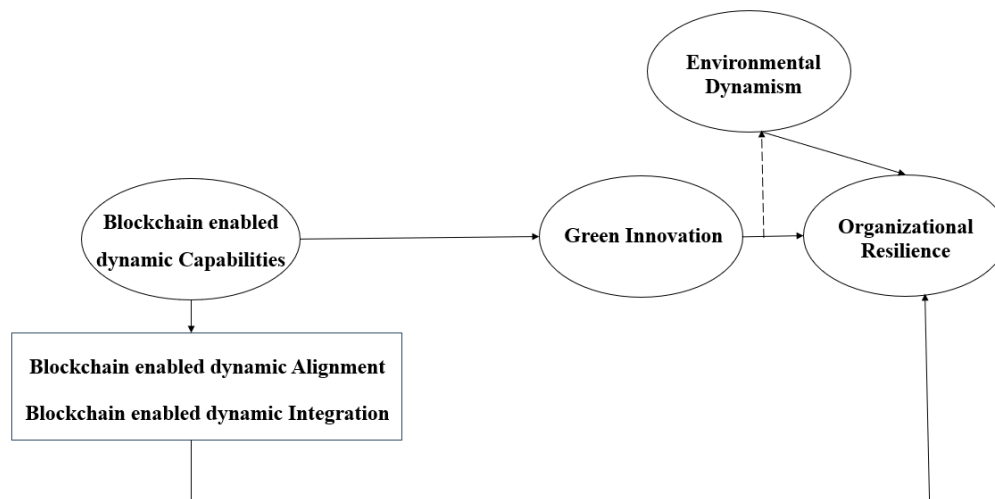 Environmental
Dynamism
Blockchain enabled
dynamic Capabilities
Green Innovation
Organizational
Resilience
Blockchain enabled dynamic Alignment
Blockchain enabled dynamic Integration